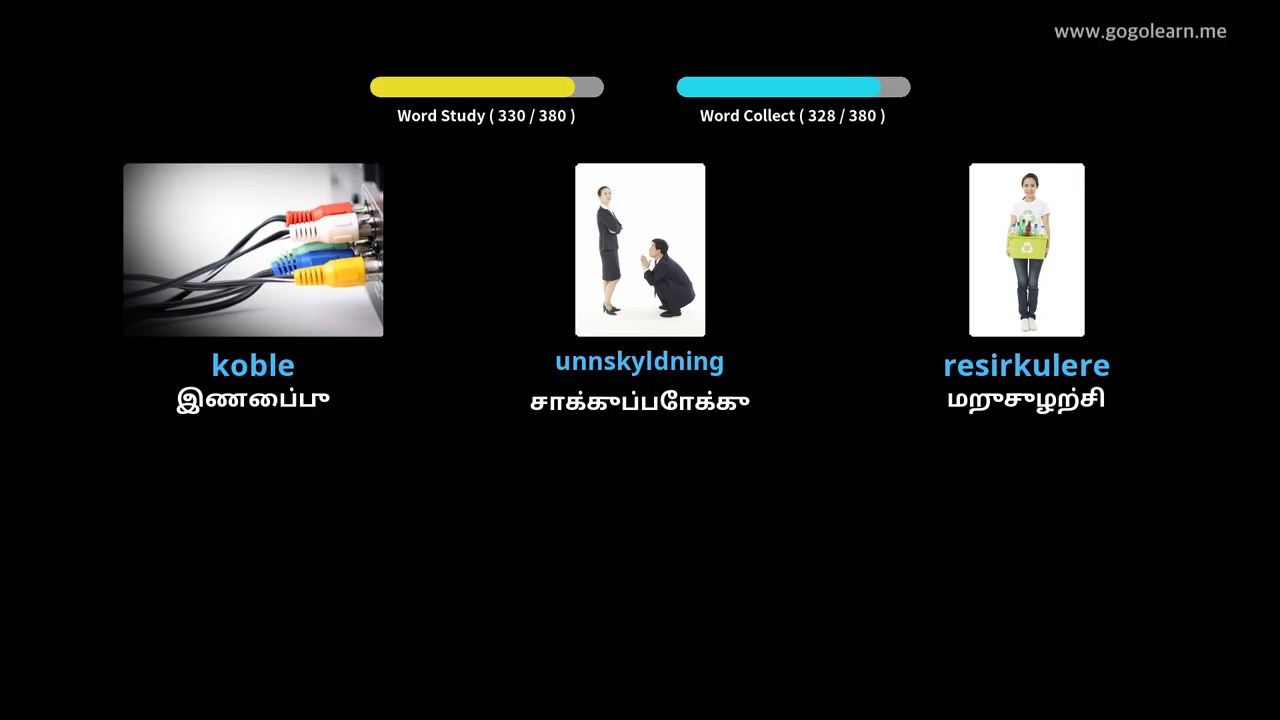 www.gogolearn.me
Word Study ( 330 / 380 )
Word Collect ( 328 / 380 )
koble
இணைப்பு
unnskyldning
சாக்குப்போக்கு
resirkulere
மறுசுழற்சி